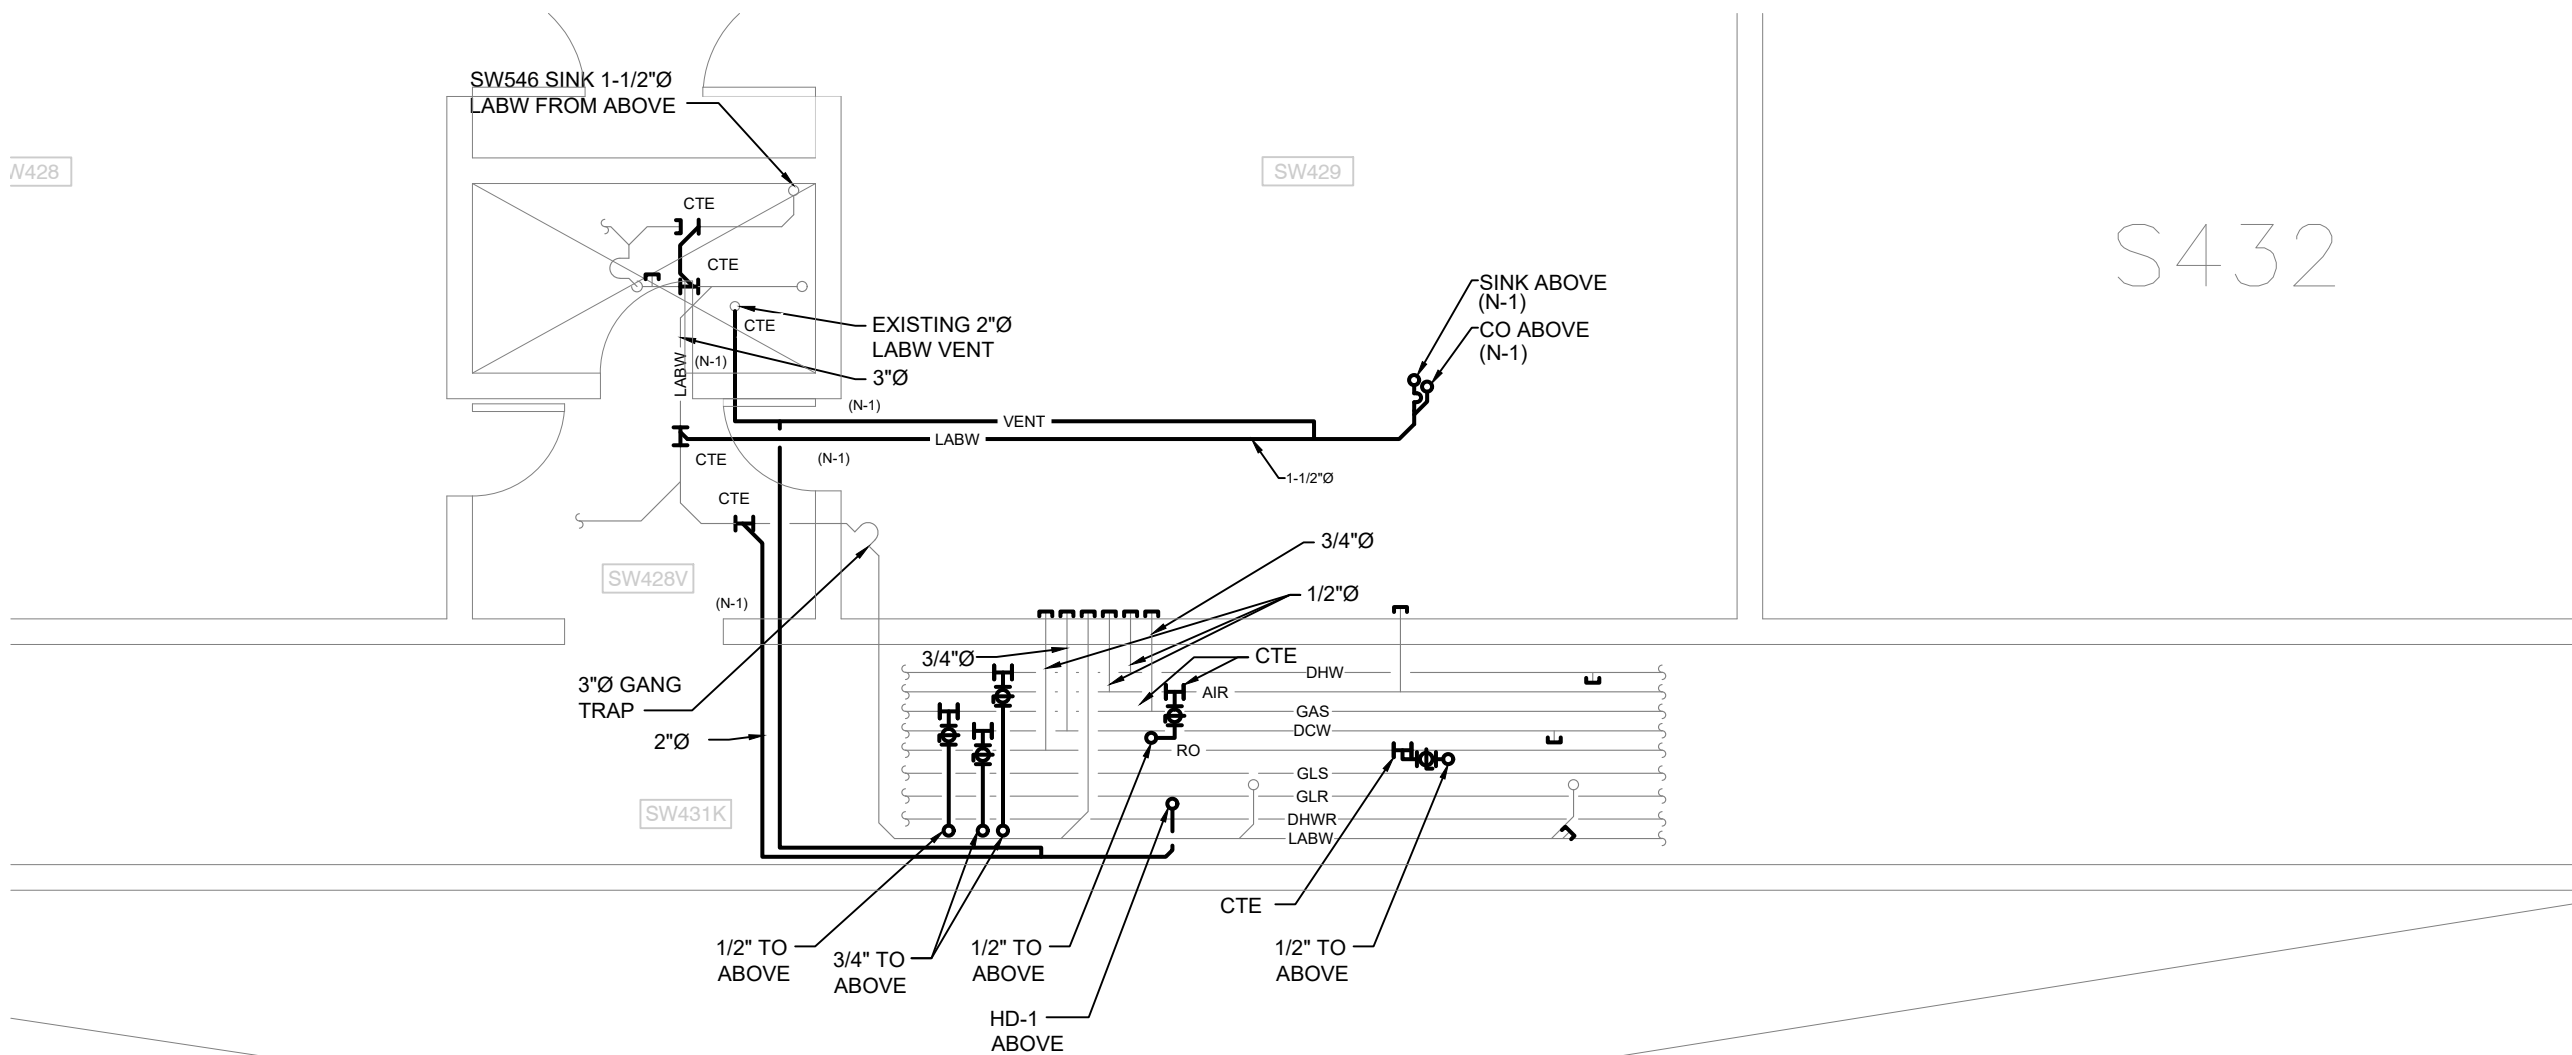 SW546 SINK 1-1/2"Ø
LABW FROM ABOVE
W428
SW429
S432
CTE
CTE
SINK ABOVE
(N-1)
CO ABOVE
(N-1)
EXISTING 2"Ø
LABW VENT
CTE
LABW
(N-1)
3"Ø
(N-1)
VENT
LABW
CTE
(N-1)
1-1/2"Ø
CTE
3/4"Ø
SW428V
1/2"Ø
(N-1)
3/4"Ø
CTE
DHW
3"Ø GANG
TRAP
AIR
GAS
DCW
2"Ø
RO
GLS
GLR
SW431K
DHWR
LABW
CTE
1/2" TO
ABOVE
3/4" TO
ABOVE
1/2" TO
ABOVE
1/2" TO
ABOVE
HD-1
ABOVE